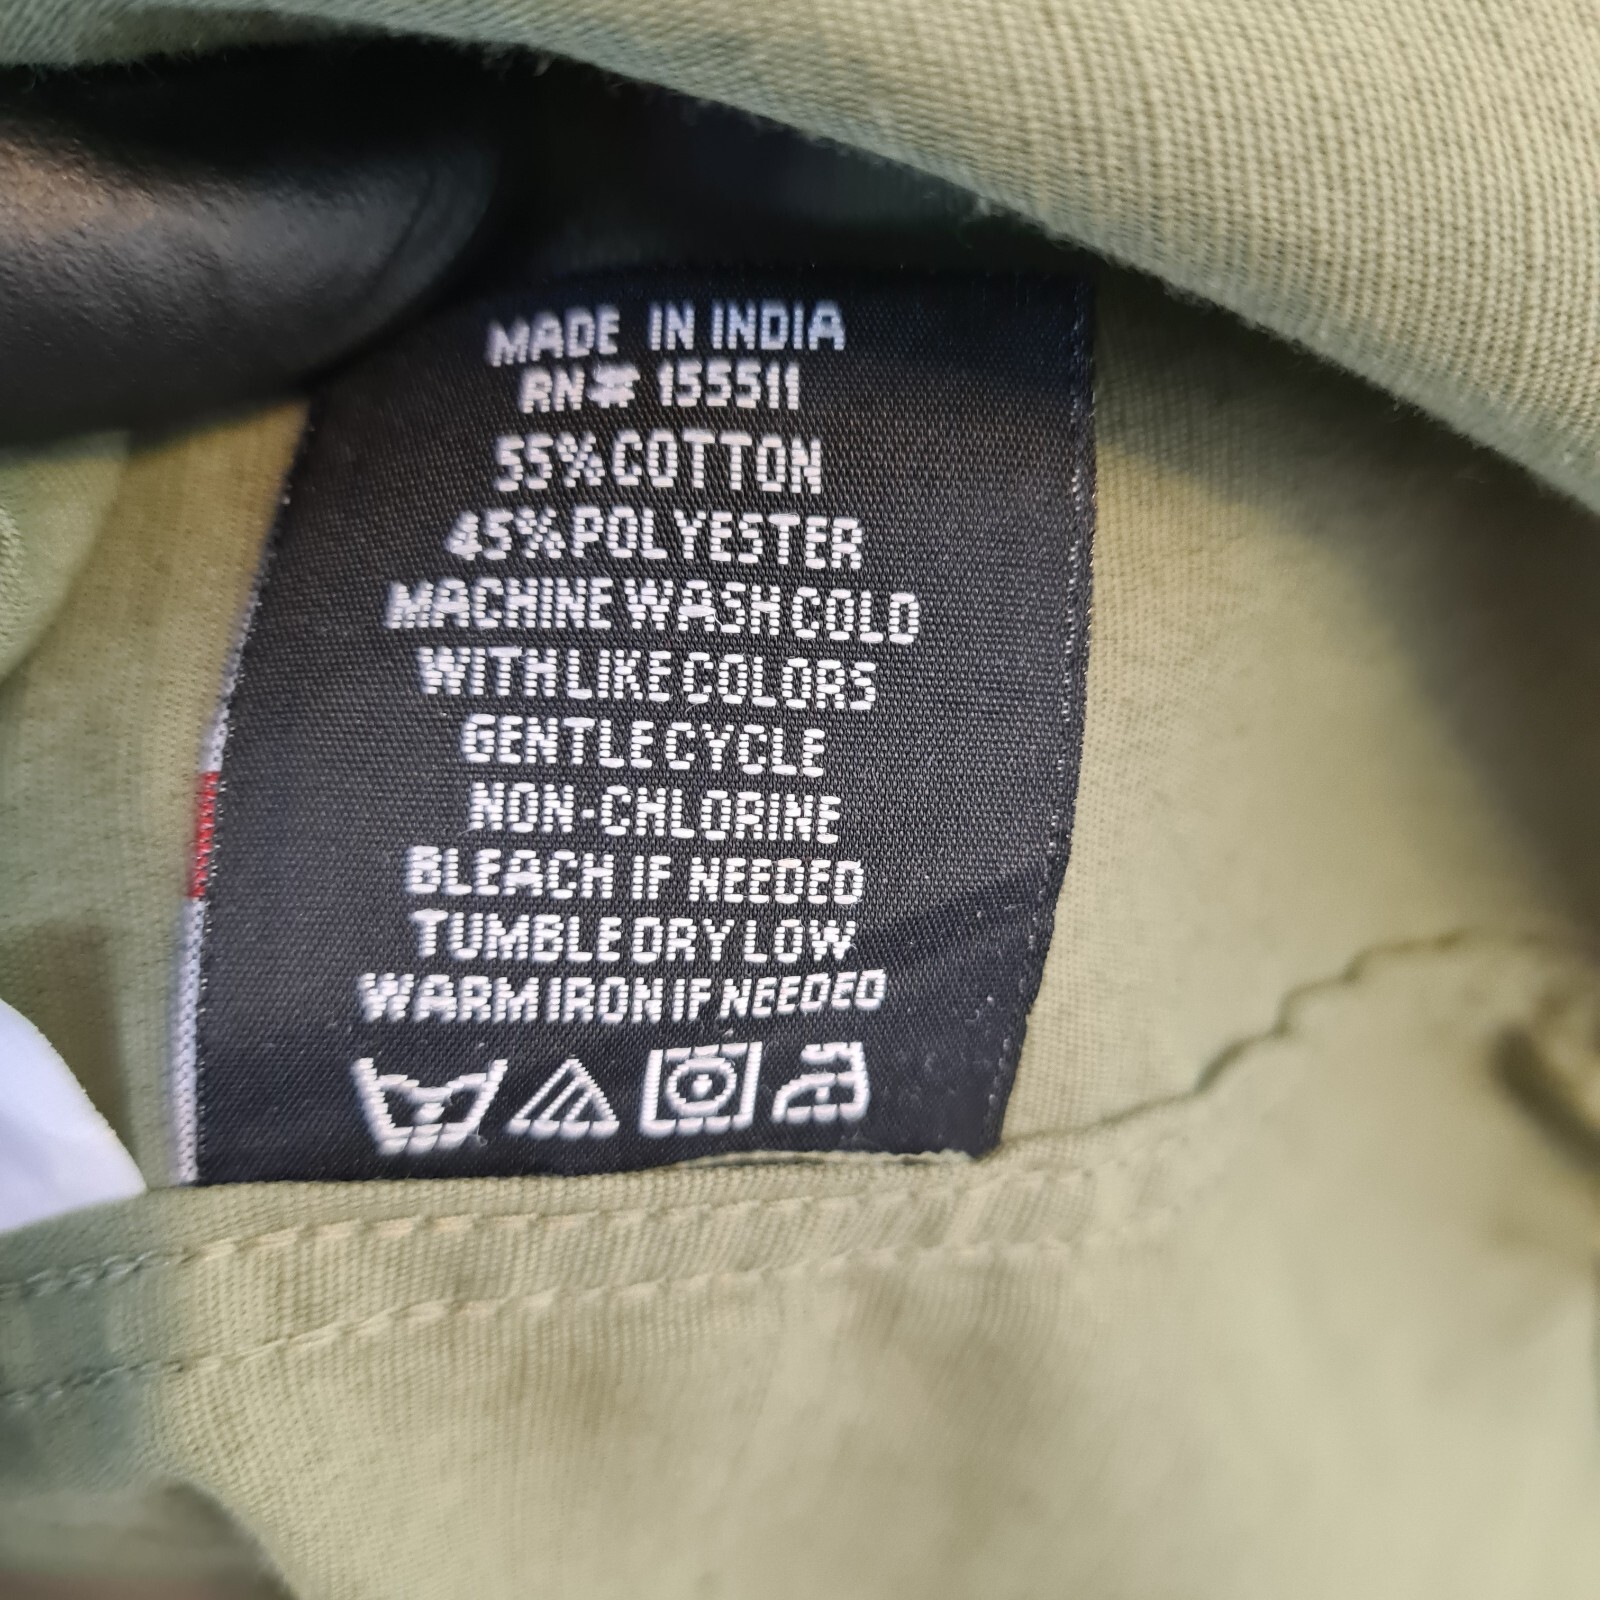 MADE IN INDIA
RN# 155511
55% COTTON
45% POLYESTER
MACHINE WASH COLD
WITH LIKE COLORS
GENTLE CYCLE
NON-CHLORINE
BLEACH IF NEEDED
TUMBLE DRY LOW
WARM IRON IF NEEDED